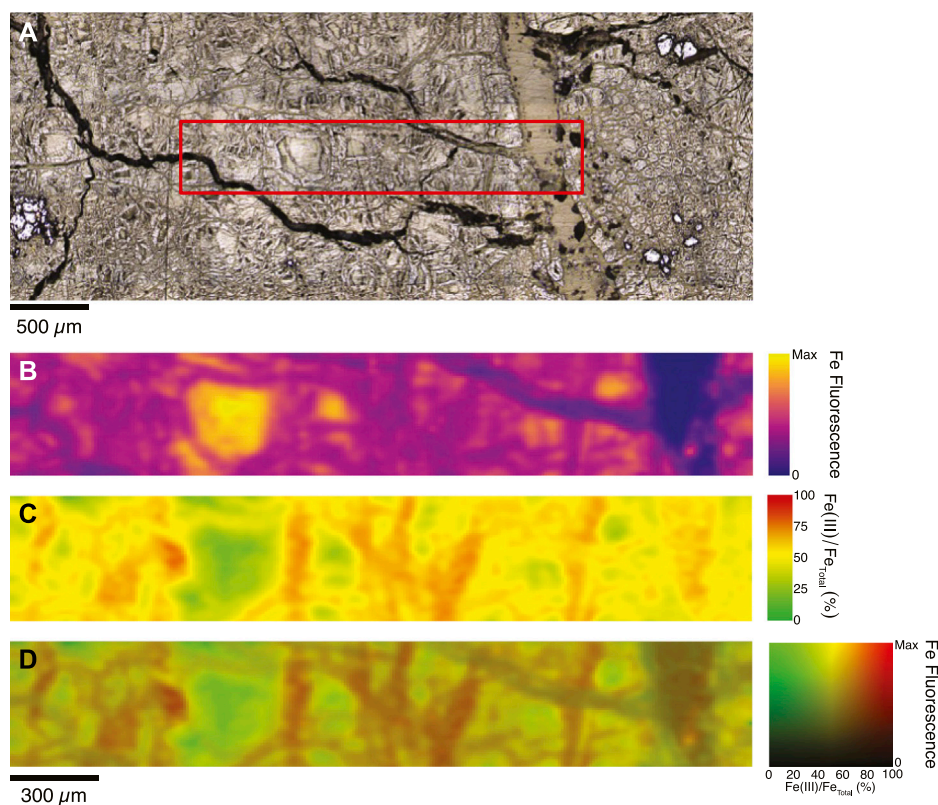 A
500 µm
B
Max
0
Fe Fluorescence
C
100
75
50
25
0
Fe(III)/FeTotal (%)
D
Max
0
Fe Fluorescence
0 20 40 60 80 100
Fe(III)/FeTotal (%)
300 µm